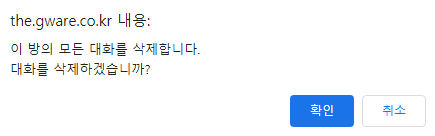 the.gware.co.kr 내용:
이 방의 모든 대화를 삭제합니다.
대화를 삭제하겠습니까?
확인
취소